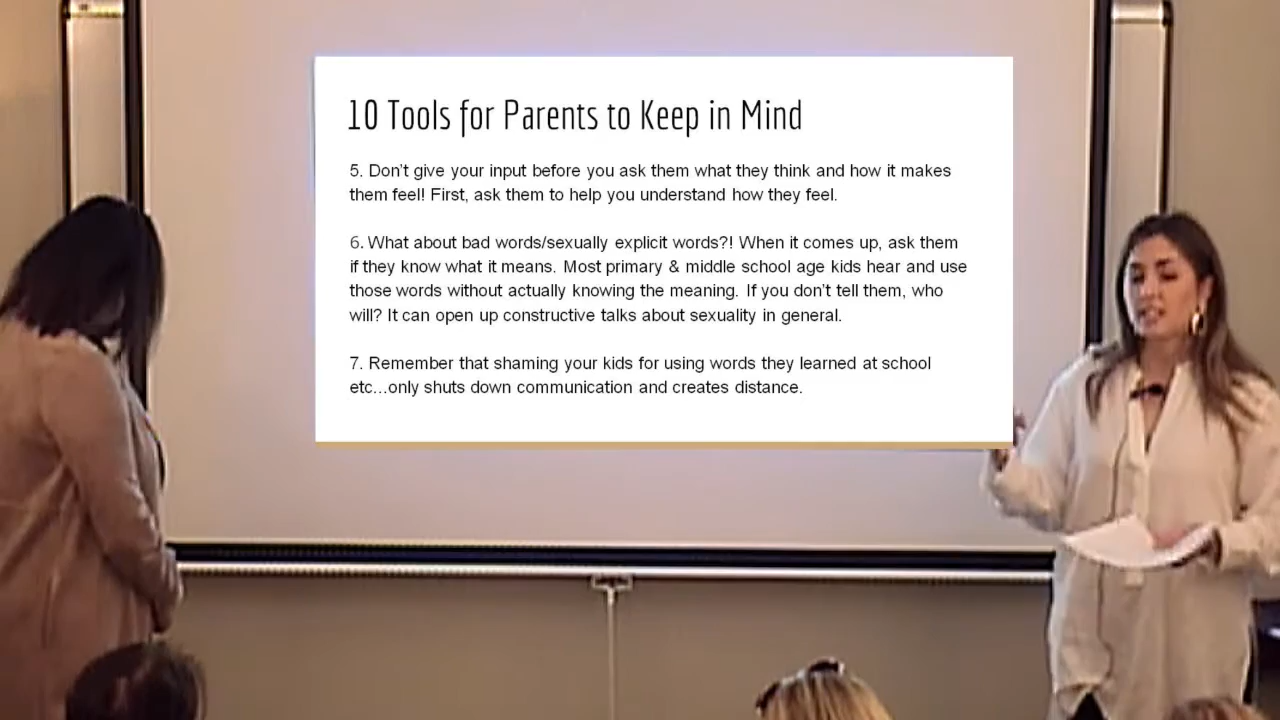 10 Tools for Parents to Keep in Mind
5. Don't give your input before you ask them what they think and how it makes
them feel! First, ask them to help you understand how they feel.
6. What about bad words/sexually explicit words?! When it comes up, ask them
if they know what it means. Most primary & middle school age kids hear and use
those words without actually knowing the meaning. If you don't tell them, who
will? It can open up constructive talks about sexuality in general.
7. Remember that shaming your kids for using words they learned at school
etc...only shuts down communication and creates distance.